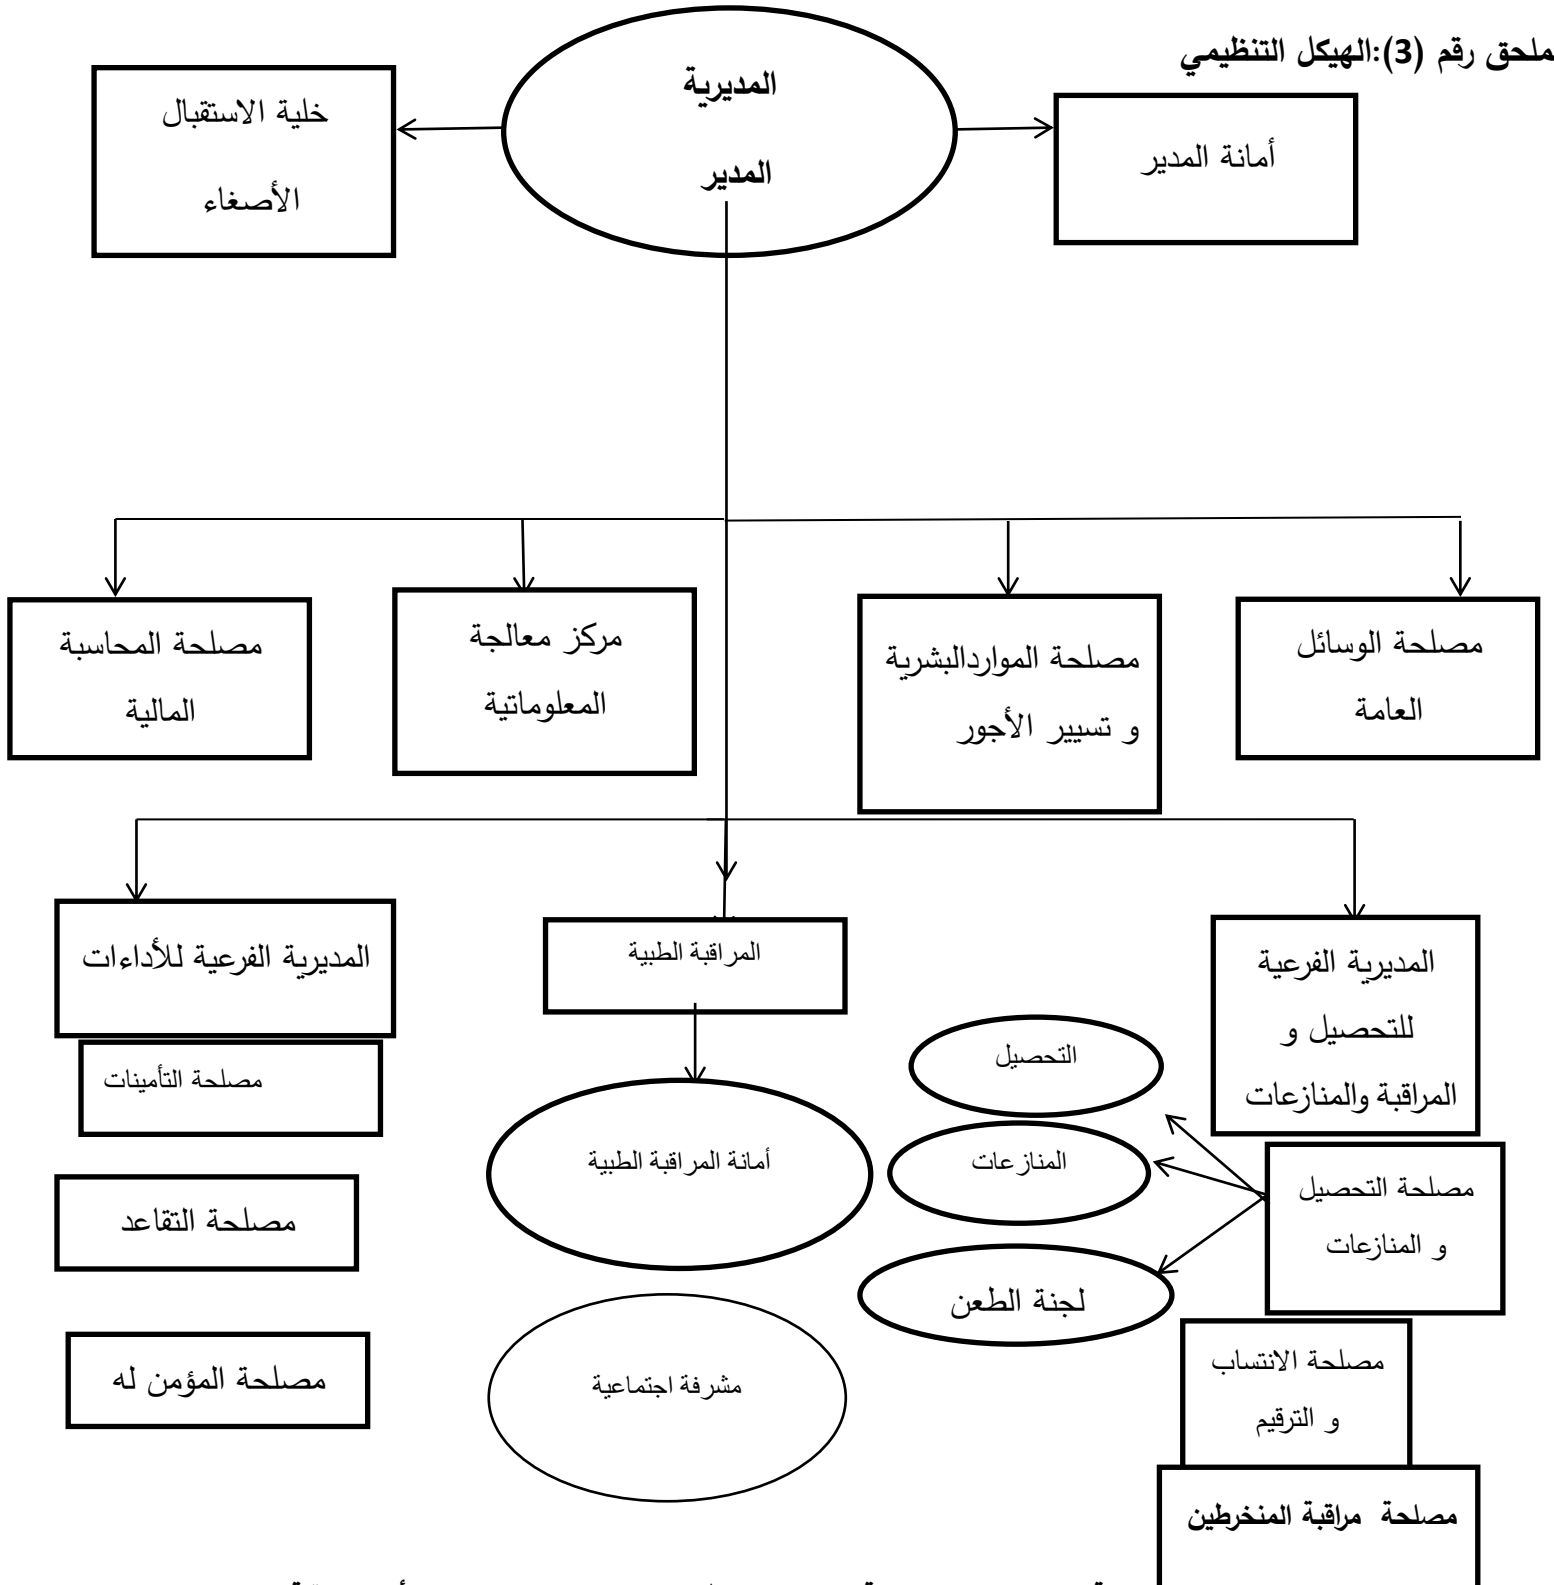 ملحق رقم (3):الهيكل التنظيمي
المديرية
المدير
أمانة المدير
خلية الاستقبال
الأصغاء
مصلحة الوسائل
العامة
مصلحة المواردالبشرية
و تسيير الأجور
مركز معالجة
المعلوماتية
مصلحة المحاسبة
المالية
المديرية الفرعية
للتحصيل و
المراقبة والمنازعات
المراقبة الطبية
المديرية الفرعية للأداءات
التحصيل
المنازعات
لجنة الطعن
مصلحة التحصيل
و المنازعات
مصلحة الانتساب
و الترقيم
مصلحة مراقبة المنخرطين
أمانة المراقبة الطبية
مشرفة اجتماعية
مصلحة التأمينات
مصلحة التقاعد
مصلحة المؤمن له